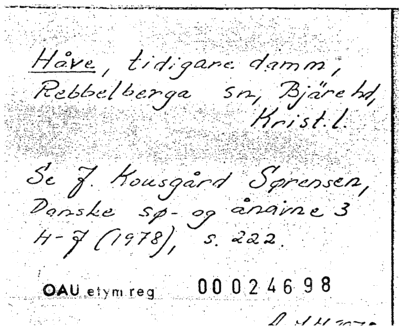 Håve, tidigare damm,
Rebbelberga sn, Bjäre hd,
Krist.l.
Se J. Kousgård Sørensen,
Danske sø- og ånavne 3
H-J (1978), s. 222.
OAU etym reg 00024698